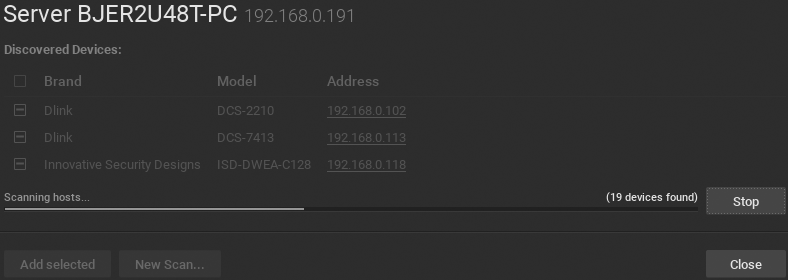 Server BJER2U48T-PC 192.168.0.191
Discovered Devices:
Brand Model Address
Dlink DCS-2210 192.168.0.102
Dlink DCS-7413 192.168.0.113
Innovative Security Designs ISD-DWEA-C128 192.168.0.118
Scanning hosts... (19 devices found) Stop
Add selected New Scan... Close